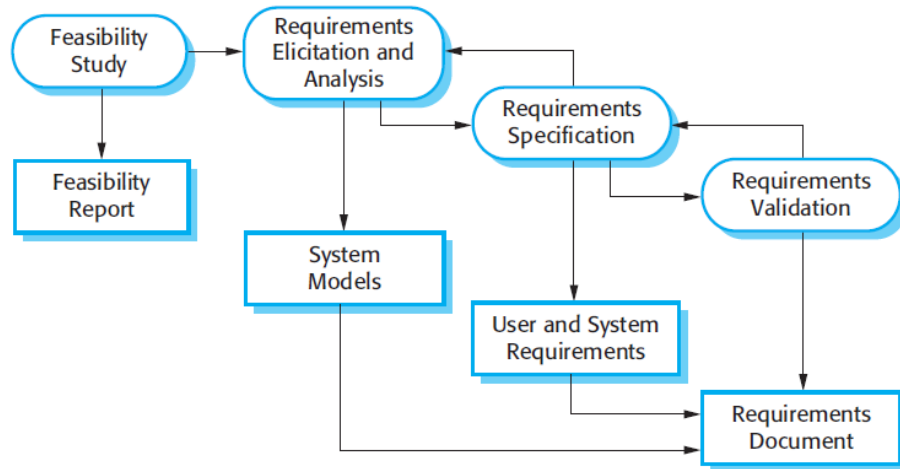 Feasibility
Study
Requirements
Elicitation and
Analysis
Requirements
Specification
Requirements
Validation
Feasibility
Report
System
Models
User and System
Requirements
Requirements
Document